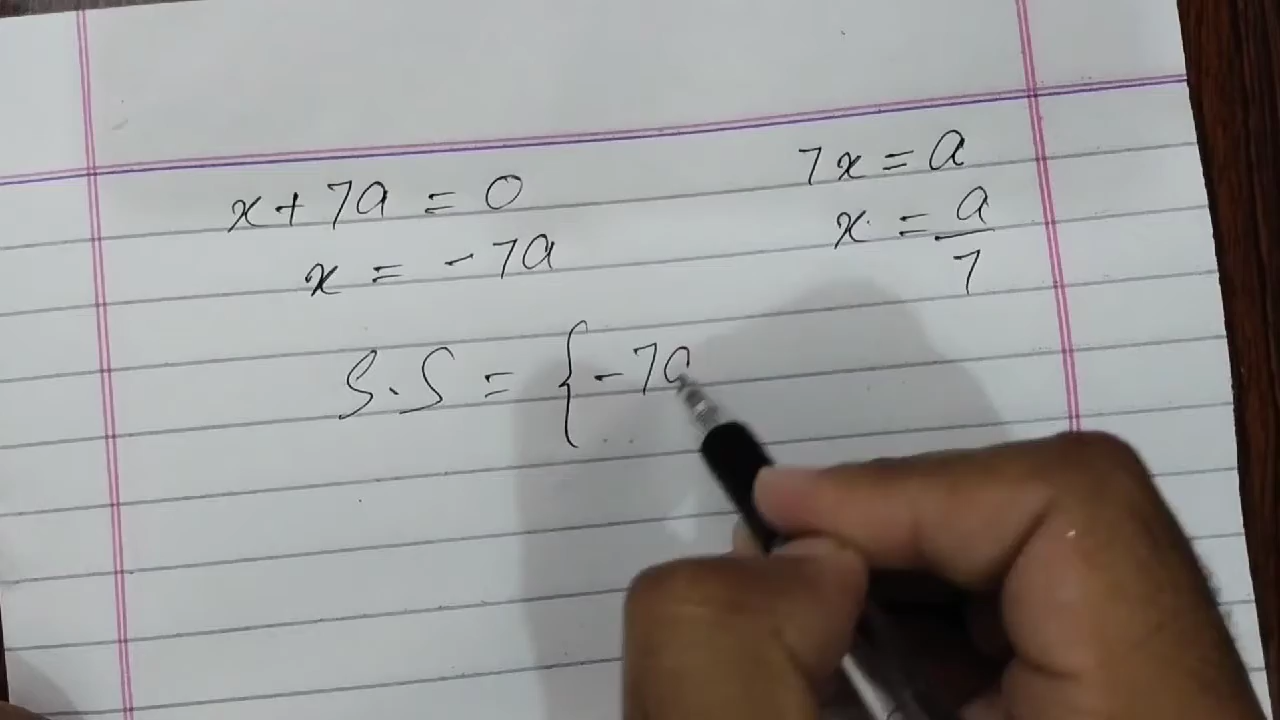 x + 7a = 0
x = - 7a
7x = a
x = a/7
S.S = { - 7a